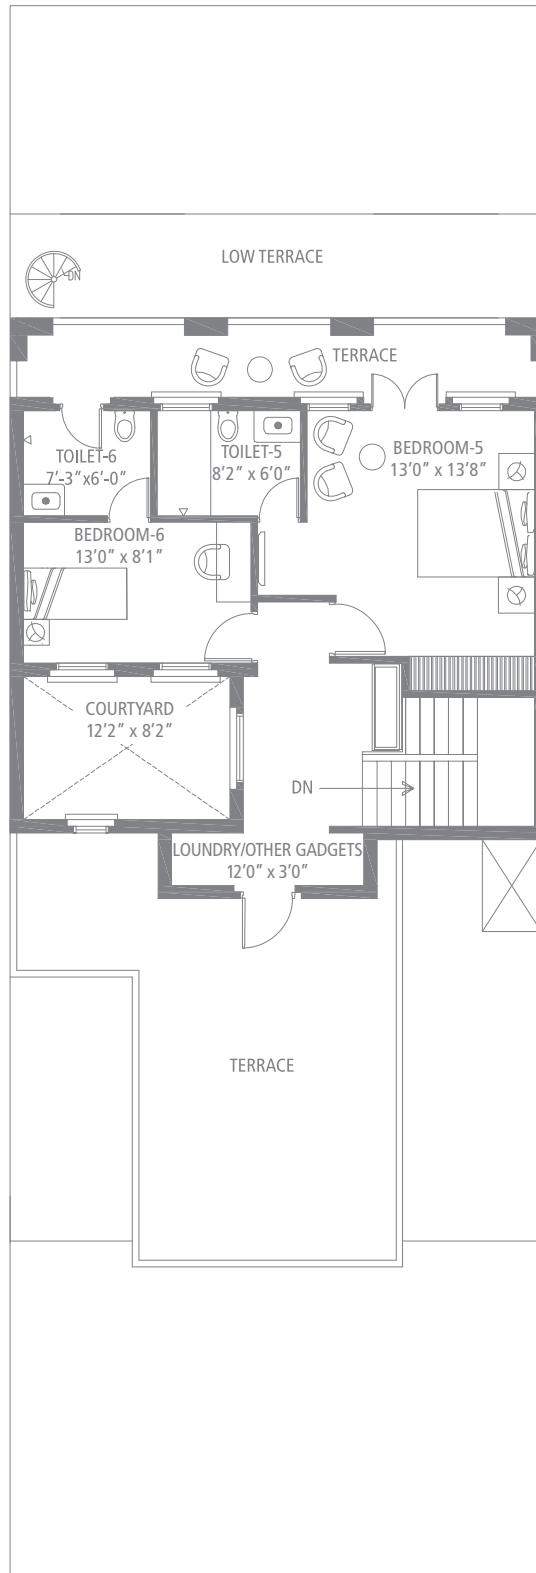 LOW TERRACE
DN
TERRACE
TOILET-6
7'-3"x6'-0"
TOILET-5
8'2" x 6'0"
BEDROOM-5
13'0" x 13'8"
BEDROOM-6
13'0" x 8'1"
COURTYARD
12'2" x 8'2"
DN
LOUNDRY/OTHER GADGETS
12'0" x 3'0"
TERRACE